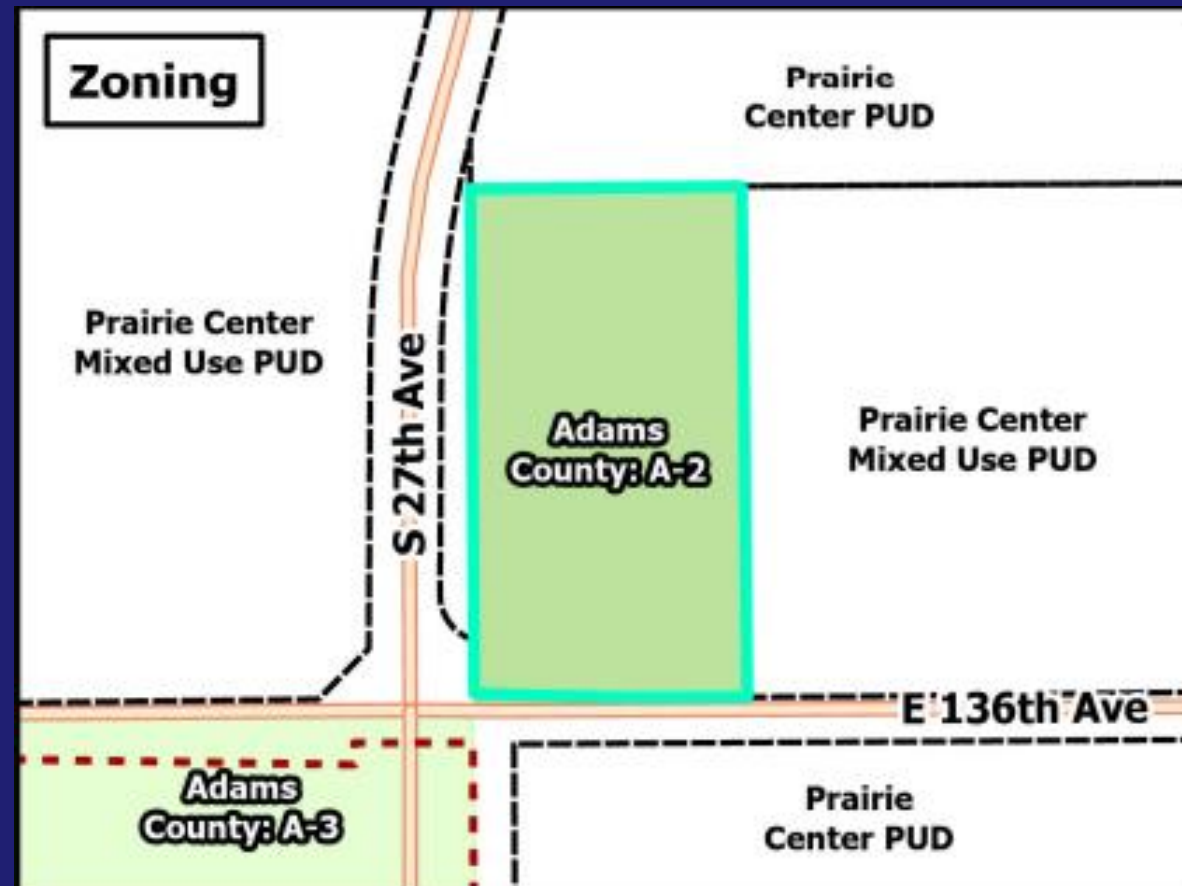 Zoning
Prairie
Center PUD
Prairie Center
Mixed Use PUD
S 27th Ave
Adams
County: A-2
Prairie Center
Mixed Use PUD
E 136th Ave
Adams
County: A-3
Prairie
Center PUD